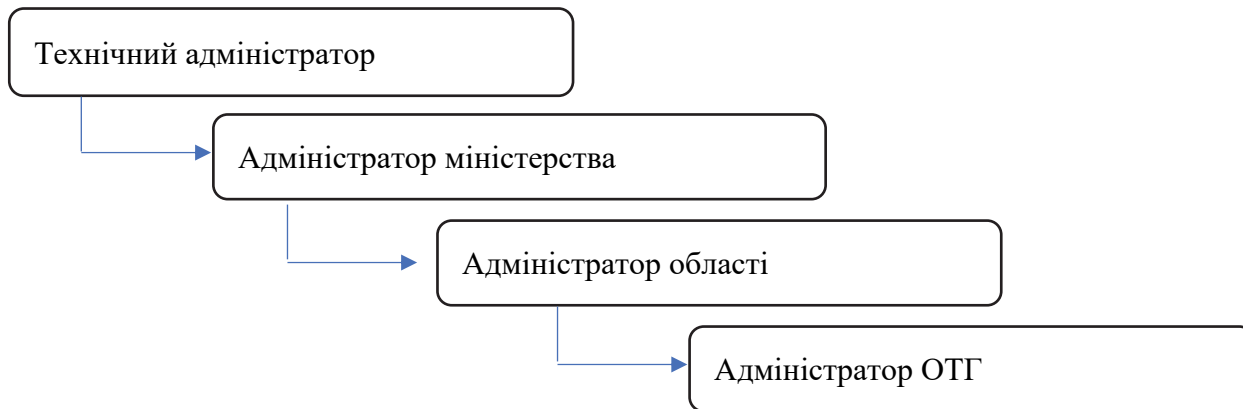 Технічний адміністратор
Адміністратор міністерства
Адміністратор області
Адміністратор ОТГ